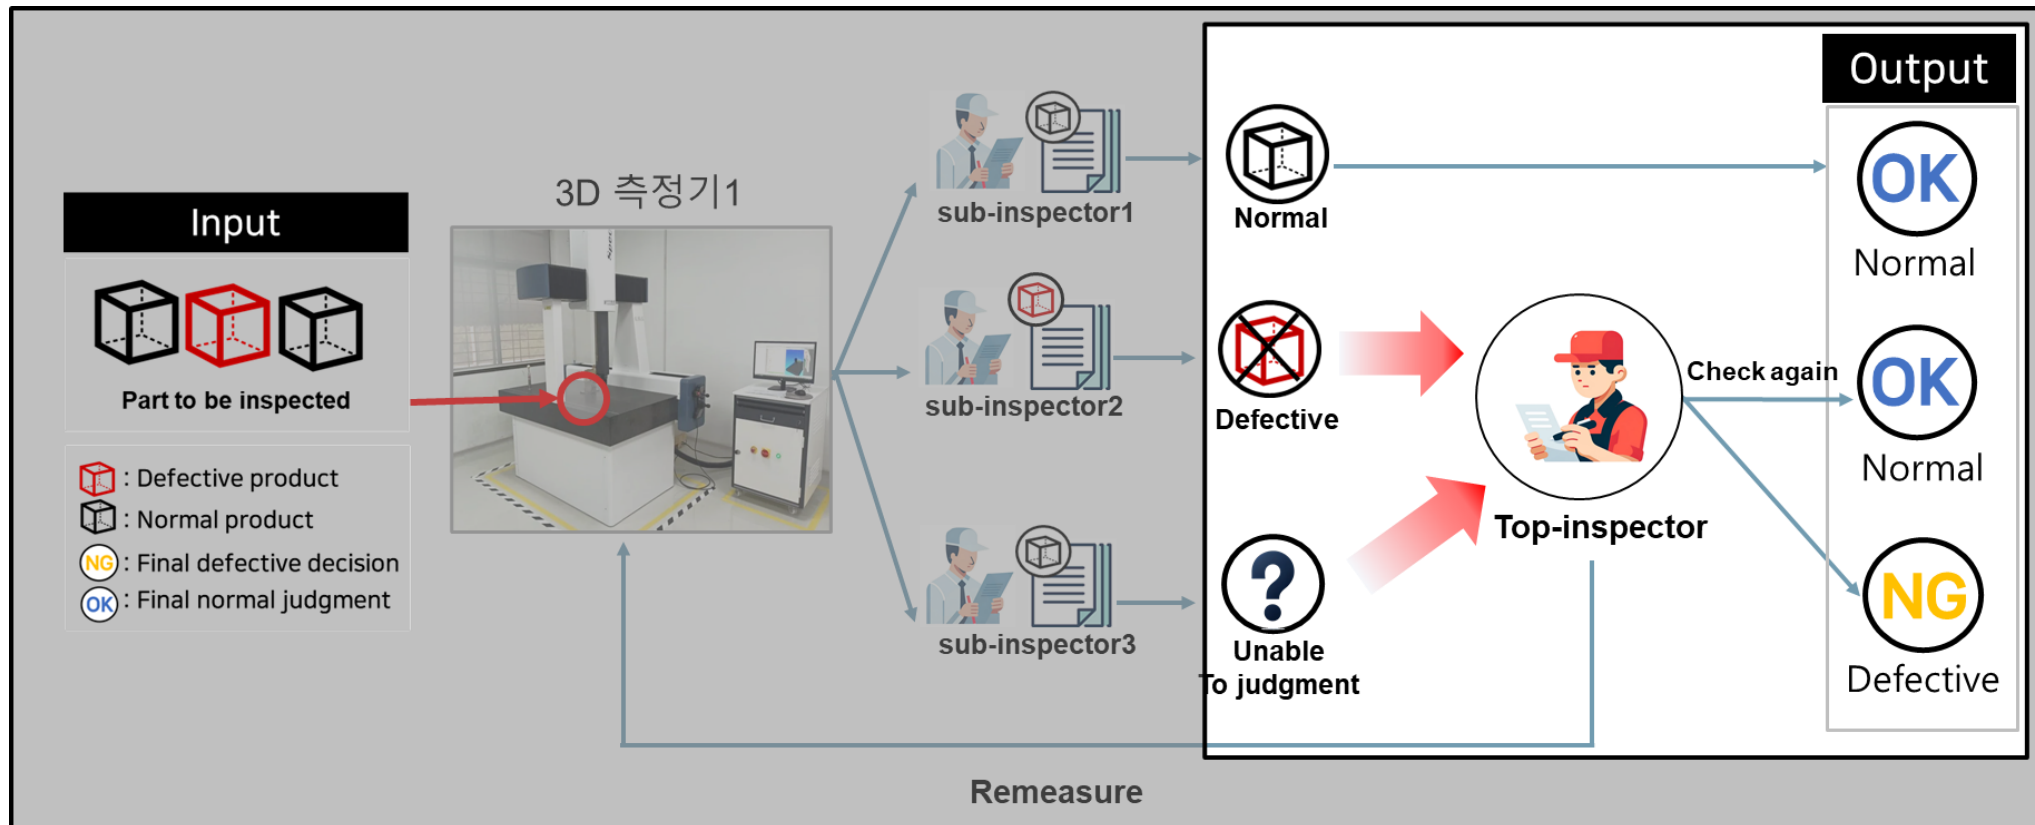 Output
OK
Normal
3D 측정기1
sub-inspector1
Normal
Input
Part to be inspected
sub-inspector2
Defective
Check again
OK
Normal
: Defective product
: Normal product
NG : Final defective decision
OK : Final normal judgment
Top-inspector
sub-inspector3
?
Unable
To judgment
NG
Defective
Remeasure